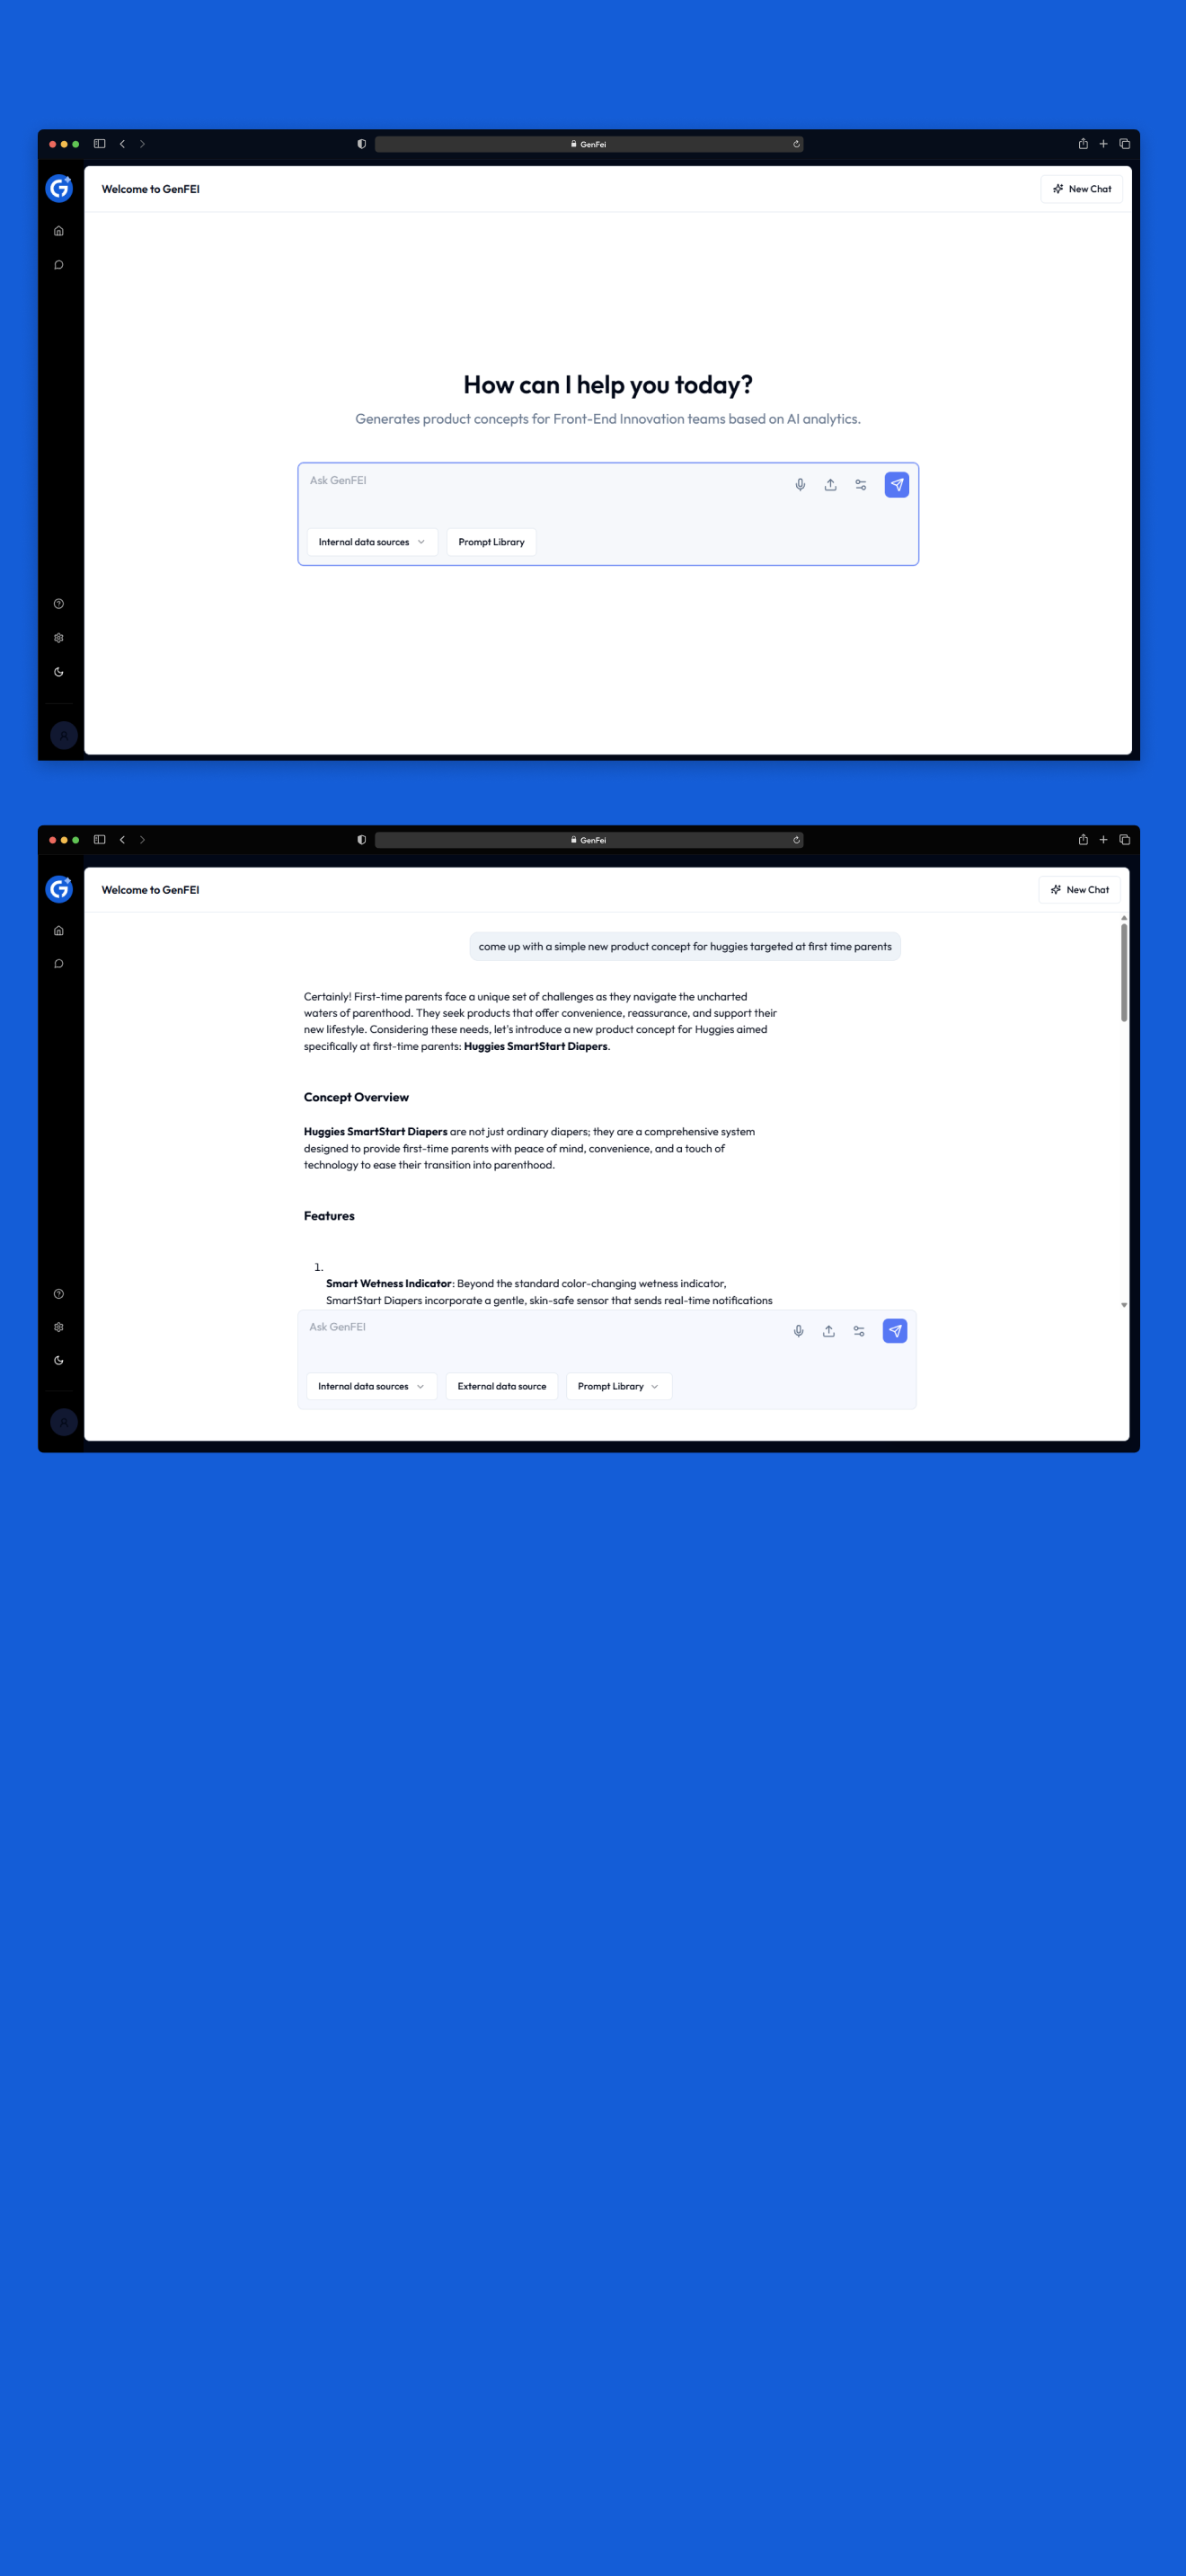 GenFei
Welcome to GenFEI
New Chat
How can I help you today?
Generates product concepts for Front-End Innovation teams based on AI analytics.
Ask GenFEI
Internal data sources
Prompt Library
GenFei
Welcome to GenFEI
New Chat
come up with a simple new product concept for huggies targeted at first time parents
Certainly! First-time parents face a unique set of challenges as they navigate the uncharted
waters of parenthood. They seek products that offer convenience, reassurance, and support their
new lifestyle. Considering these needs, let's introduce a new product concept for Huggies aimed
specifically at first-time parents: Huggies SmartStart Diapers.
Concept Overview
Huggies SmartStart Diapers are not just ordinary diapers; they are a comprehensive system
designed to provide first-time parents with peace of mind, convenience, and a touch of
technology to ease their transition into parenthood.
Features
1.
Smart Wetness Indicator: Beyond the standard color-changing wetness indicator,
SmartStart Diapers incorporate a gentle, skin-safe sensor that sends real-time notifications
Ask GenFEI
Internal data sources
External data source
Prompt Library